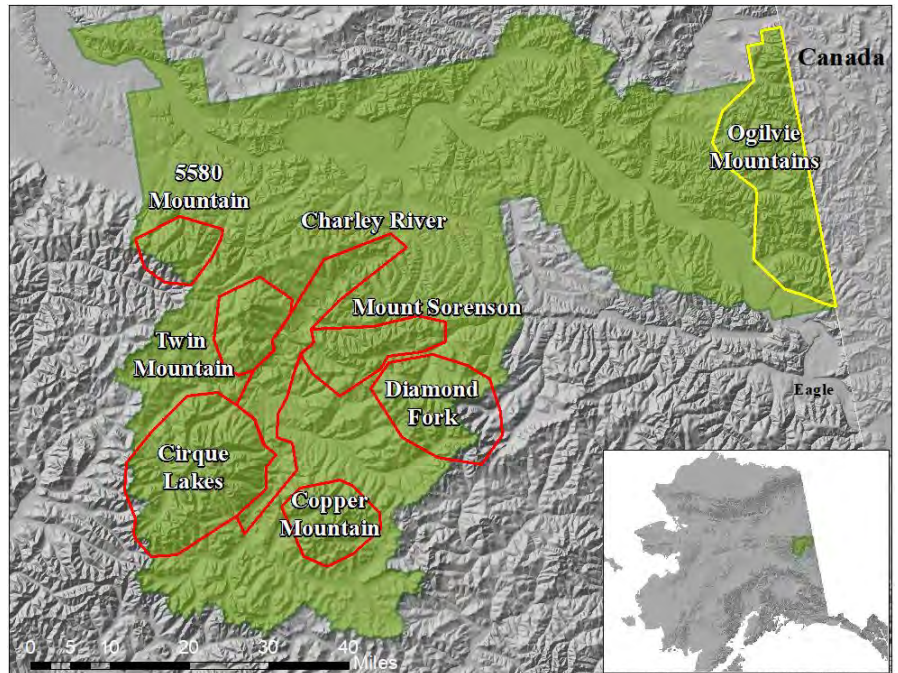 Canada
Ogilvie
Mountains
5580
Mountain
Charley River
Mount Sorenson
Twin
Mountain
Diamond
Fork
Eagle
Cirque
Lakes
Copper
Mountain
0 5 10 20 30 40
Miles